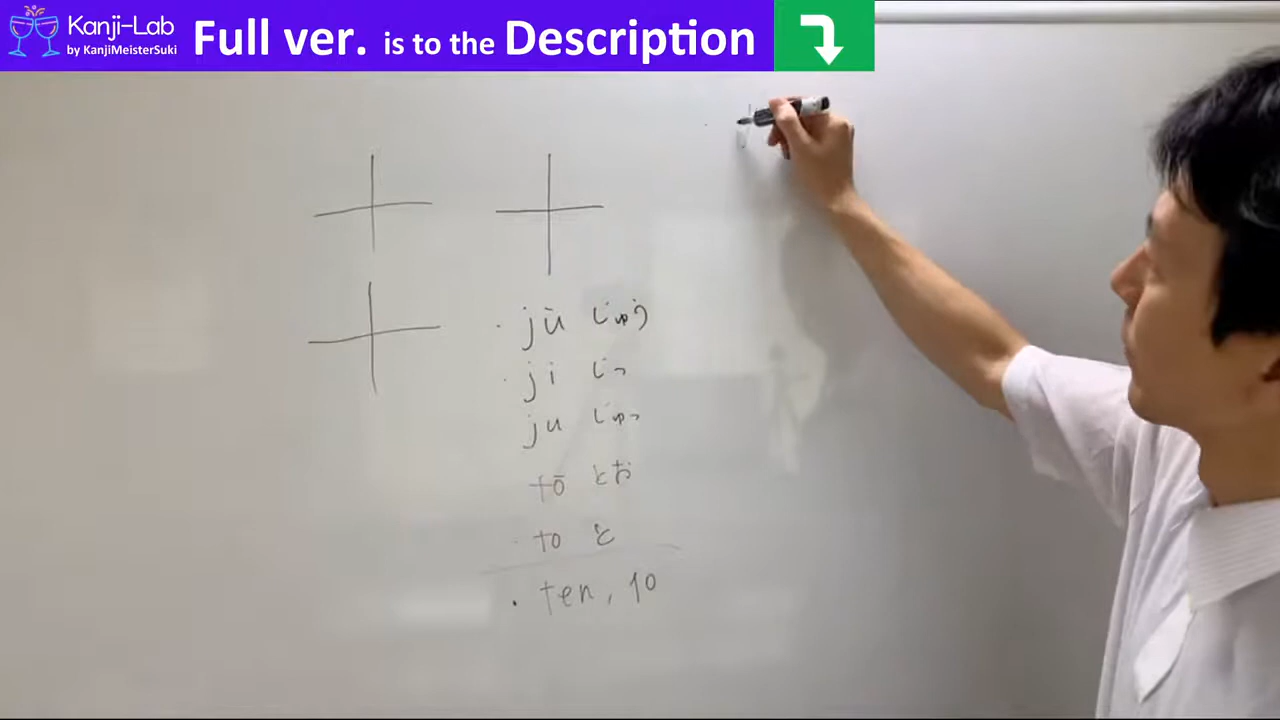 Kanji-Lab
by KanjiMeisterSuki
Full ver. is to the Description
十 十
十
・jū じゅう
・ji じっ
ju じゅっ
tō とお
・to と
・ten, 10